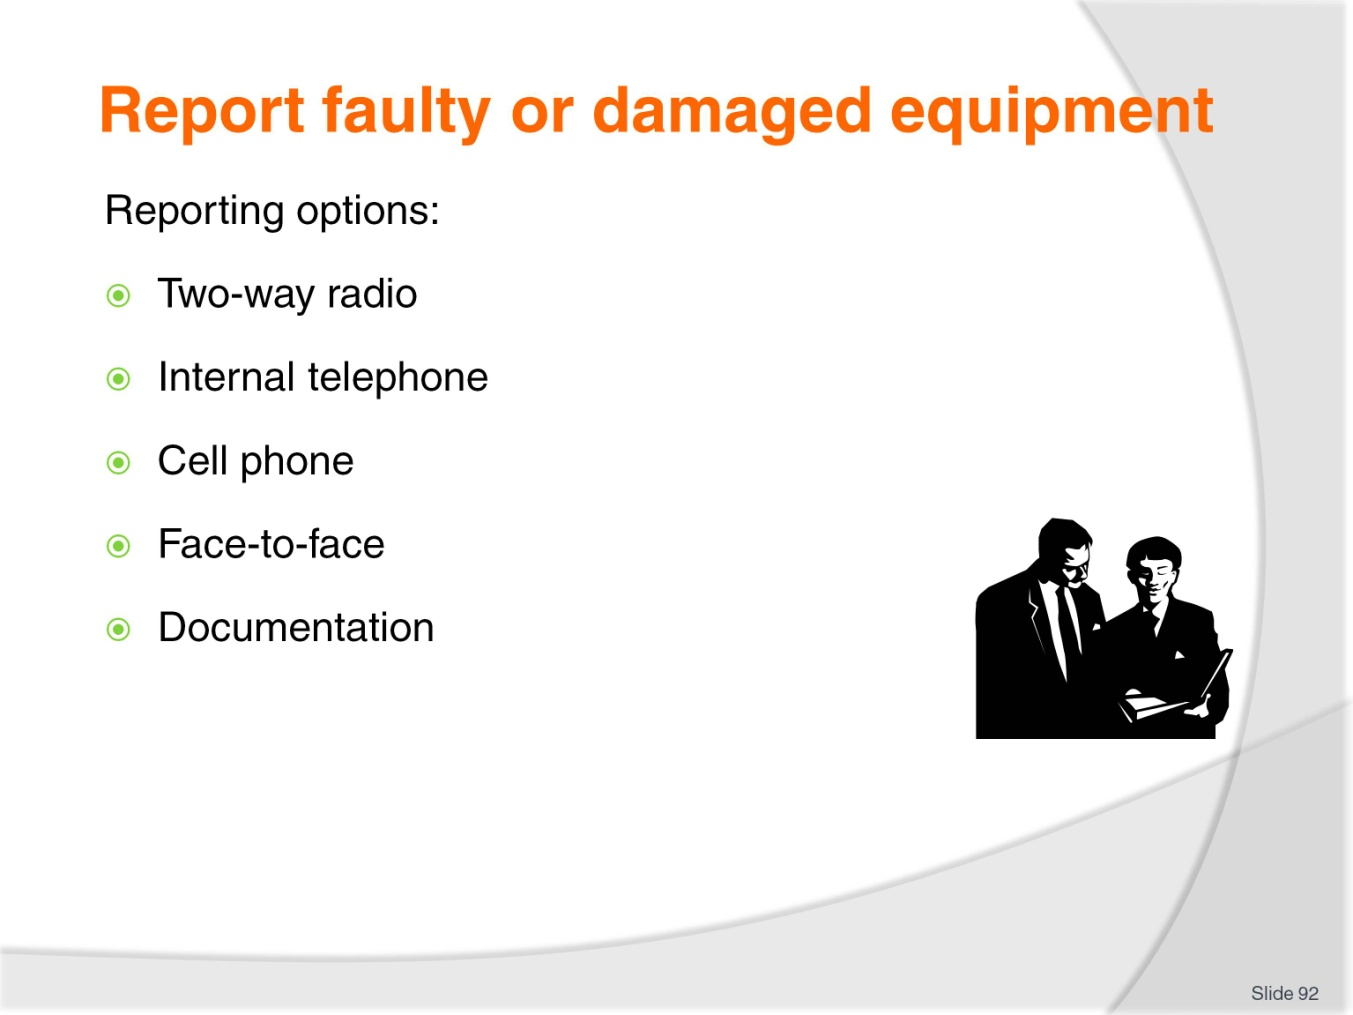 Report faulty or damaged equipment
Reporting options:
Two-way radio
Internal telephone
Cell phone
Face-to-face
Documentation
Slide 92